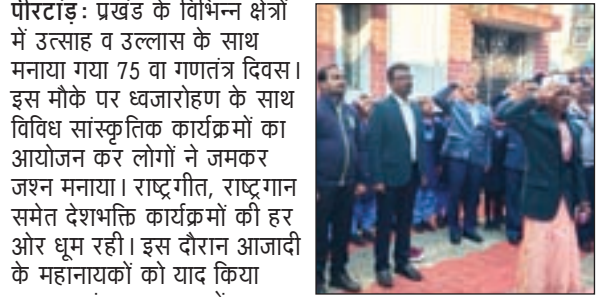 पीरटांड़: प्रखंड के विभिन्न क्षेत्रों
में उत्साह व उल्लास के साथ
मनाया गया 75 वा गणतंत्र दिवस।
इस मौके पर ध्वजारोहण के साथ
विविध सांस्कृतिक कार्यक्रमों का
आयोजन कर लोगों ने जमकर
जश्न मनाया। राष्ट्रगीत, राष्ट्रगान
समेत देशभक्ति कार्यक्रमों की हर
ओर धूम रही। इस दौरान आजादी
के महानायकों को याद किया